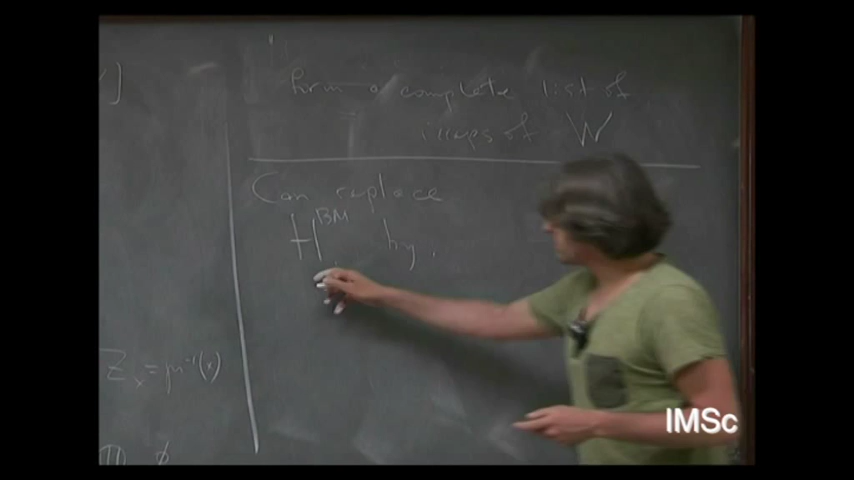 ]
form a complete list of
irreps of W
Can replace
H^BM by
Z_x = μ^{-1}(x)
IMSc